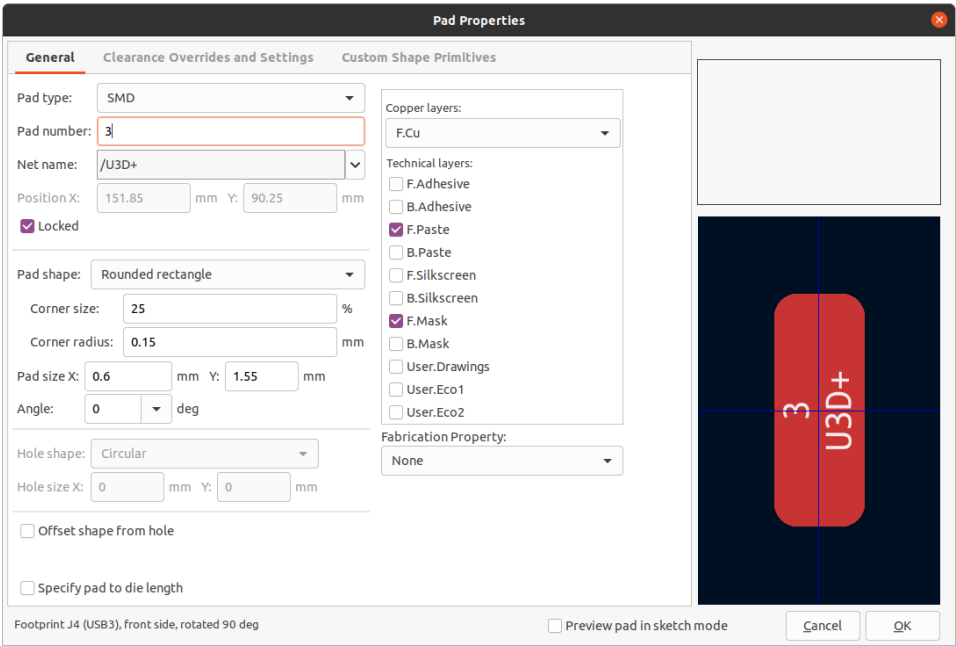 Pad Properties
General Clearance Overrides and Settings Custom Shape Primitives
Pad type: SMD
Pad number: 3
Net name: /U3D+
Position X: 151.85 mm Y: 90.25 mm
Locked
Pad shape: Rounded rectangle
Corner size: 25 %
Corner radius: 0.15 mm
Pad size X: 0.6 mm Y: 1.55 mm
Angle: 0 deg
Hole shape: Circular
Hole size X: 0 mm Y: 0 mm
Offset shape from hole
Specify pad to die length
Copper layers:
F.Cu
Technical layers:
F.Adhesive
B.Adhesive
F.Paste
B.Paste
F.Silkscreen
B.Silkscreen
F.Mask
B.Mask
User.Drawings
User.Eco1
User.Eco2
Fabrication Property:
None
3
U3D+
Footprint J4 (USB3), front side, rotated 90 deg
Preview pad in sketch mode
Cancel
OK